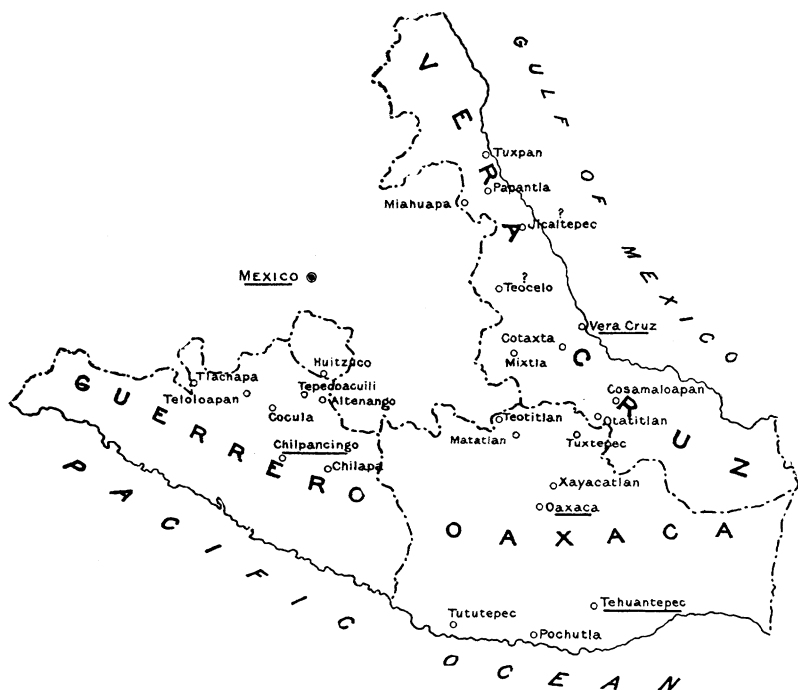 GULF OF MEXICO
VERA CRUZ
Tuxpan
Papantla
Miahuapa
?
Jicaltepec
MEXICO
?
Teocelo
Vera Cruz
Cotaxta
Mixtla
Huitzuco
Tlachapa
Tepedoacuili
Teloloapan
Altenango
Cosamaloapan
Cocula
Teotitlan
Otatitlan
GUERRERO
Matatlan
Tuxtepec
Chilpancingo
Chilapa
Xayacatlan
Oaxaca
OAXACA
Tehuantepec
Tututepec
Pochutla
PACIFIC OCEAN